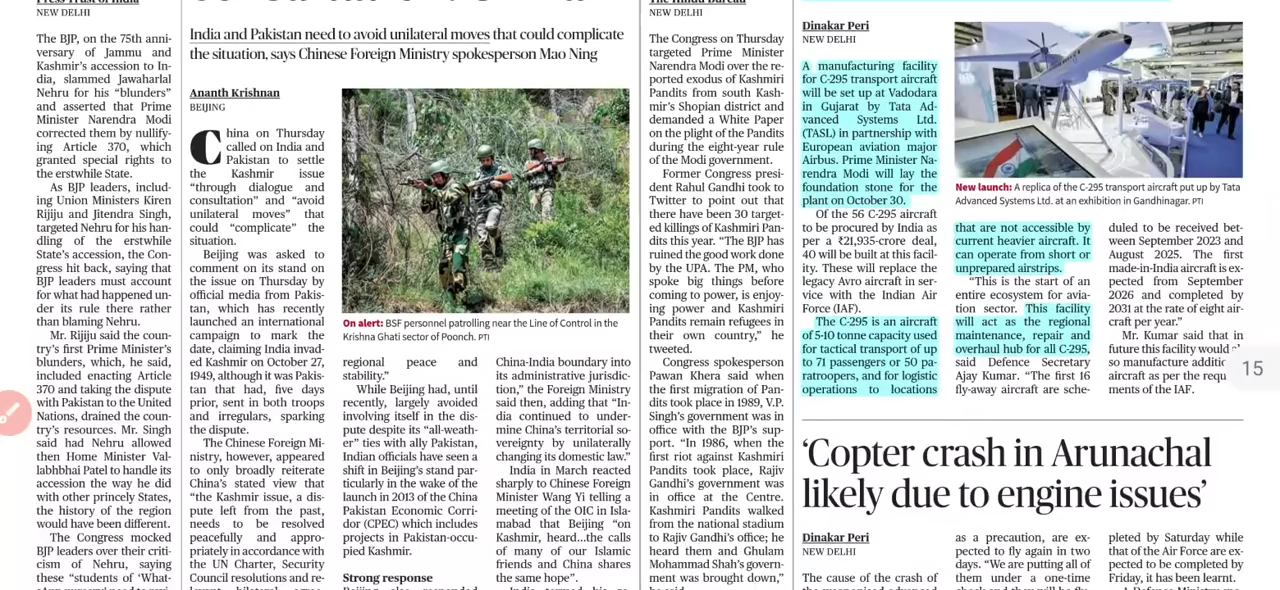 Press Trust of India
NEW DELHI
The BJP, on the 75th anni-
versary of Jammu and
Kashmir's accession to In-
dia, slammed Jawaharlal
Nehru for his "blunders"
and asserted that Prime
Minister Narendra Modi
corrected them by nullify-
ing Article 370, which
granted special rights to
the erstwhile State.
As BJP leaders, includ-
ing Union Ministers Kiren
Rijiju and Jitendra Singh,
targeted Nehru for his han-
dling of the erstwhile
State's accession, the Con-
gress hit back, saying that
BJP leaders must account
for what had happened un-
der its rule there rather
than blaming Nehru.
Mr. Rijiju said the coun-
try's first Prime Minister's
blunders, which, he said,
included enacting Article
370 and taking the dispute
with Pakistan to the United
Nations, drained the coun-
try's resources. Mr. Singh
said had Nehru allowed
then Home Minister Val-
labhbhai Patel to handle its
accession the way he did
with other princely States,
the history of the region
would have been different.
The Congress mocked
BJP leaders over their criti-
cism of Nehru, saying
these "students of 'What-
India and Pakistan need to avoid unilateral moves that could complicate
the situation, says Chinese Foreign Ministry spokesperson Mao Ning
Ananth Krishnan
BEIJING
China on Thursday
called on India and
Pakistan to settle
the Kashmir issue
"through dialogue and
consultation" and "avoid
unilateral moves" that
could "complicate" the
situation.
Beijing was asked to
comment on its stand on
the issue on Thursday by
official media from Pakis-
tan, which has recently
launched an international
campaign to mark the
date, claiming India invad-
ed Kashmir on October 27,
1949, although it was Pakis-
tan that had, five days
prior, sent in both troops
and irregulars, sparking
the dispute.
The Chinese Foreign Mi-
nistry, however, appeared
to only broadly reiterate
China's stated view that
"the Kashmir issue, a dis-
pute left from the past,
needs to be resolved
peacefully and appro-
priately in accordance with
the UN Charter, Security
Council resolutions and re-
On alert: BSF personnel patrolling near the Line of Control in the
Krishna Ghati sector of Poonch. PTI
regional peace and
stability."
While Beijing had, until
recently, largely avoided
involving itself in the dis-
pute despite its "all-weath-
er" ties with ally Pakistan,
Indian officials have seen a
shift in Beijing's stand par-
ticularly in the wake of the
launch in 2013 of the China
Pakistan Economic Corri-
dor (CPEC) which includes
projects in Pakistan-occu-
pied Kashmir.
Strong response
China-India boundary into
its administrative jurisdic-
tion," the Foreign Ministry
said then, adding that "In-
dia continued to under-
mine China's territorial so-
vereignty by unilaterally
changing its domestic law."
India in March reacted
sharply to Chinese Foreign
Minister Wang Yi telling a
meeting of the OIC in Isla-
mabad that Beijing "on
Kashmir, heard...the calls
of many of our Islamic
friends and China shares
the same hope".
The Hindu Bureau
NEW DELHI
The Congress on Thursday
targeted Prime Minister
Narendra Modi over the re-
ported exodus of Kashmiri
Pandits from south Kash-
mir's Shopian district and
demanded a White Paper
on the plight of the Pandits
during the eight-year rule
of the Modi government.
Former Congress presi-
dent Rahul Gandhi took to
Twitter to point out that
there have been 30 target-
ed killings of Kashmiri Pan-
dits this year. "The BJP has
ruined the good work done
by the UPA. The PM, who
spoke big things before
coming to power, is enjoy-
ing power and Kashmiri
Pandits remain refugees in
their own country," he
tweeted.
Congress spokesperson
Pawan Khera said when
the first migration of Pan-
dits took place in 1989, V.P.
Singh's government was in
office with the BJP's sup-
port. "In 1986, when the
first riot against Kashmiri
Pandits took place, Rajiv
Gandhi's government was
in office at the Centre.
Kashmiri Pandits walked
from the national stadium
to Rajiv Gandhi's office; he
heard them and Ghulam
Mohammad Shah's govern-
ment was brought down,"
he said.
Dinakar Peri
NEW DELHI
A manufacturing facility
for C-295 transport aircraft
will be set up at Vadodara
in Gujarat by Tata Ad-
vanced Systems Ltd.
(TASL) in partnership with
European aviation major
Airbus. Prime Minister Na-
rendra Modi will lay the
foundation stone for the
plant on October 30.
Of the 56 C-295 aircraft
to be procured by India as
per a ₹21,935-crore deal,
40 will be built at this facil-
ity. These will replace the
legacy Avro aircraft in ser-
vice with the Indian Air
Force (IAF).
The C-295 is an aircraft
of 5-10 tonne capacity used
for tactical transport of up
to 71 passengers or 50 pa-
ratroopers, and for logistic
operations to locations
New launch: A replica of the C-295 transport aircraft put up by Tata
Advanced Systems Ltd. at an exhibition in Gandhinagar. PTI
that are not accessible by
current heavier aircraft. It
can operate from short or
unprepared airstrips.
"This is the start of an
entire ecosystem for avia-
tion sector. This facility
will act as the regional
maintenance, repair and
overhaul hub for all C-295,
said Defence Secretary
Ajay Kumar. "The first 16
fly-away aircraft are sche-
duled to be received bet-
ween September 2023 and
August 2025. The first
made-in-India aircraft is ex-
pected from September
2026 and completed by
2031 at the rate of eight air-
craft per year."
Mr. Kumar said that in
future this facility would
so manufacture
aircraft as per the
ments of the IAF.
15
'Copter crash in Arunachal
likely due to engine issues'
Dinakar Peri
NEW DELHI
The cause of the crash of
as a precaution, are ex-
pected to fly again in two
days. "We are putting all of
them under a one-time
pleted by Saturday while
that of the Air Force are ex-
pected to be completed by
Friday, it has been learnt.